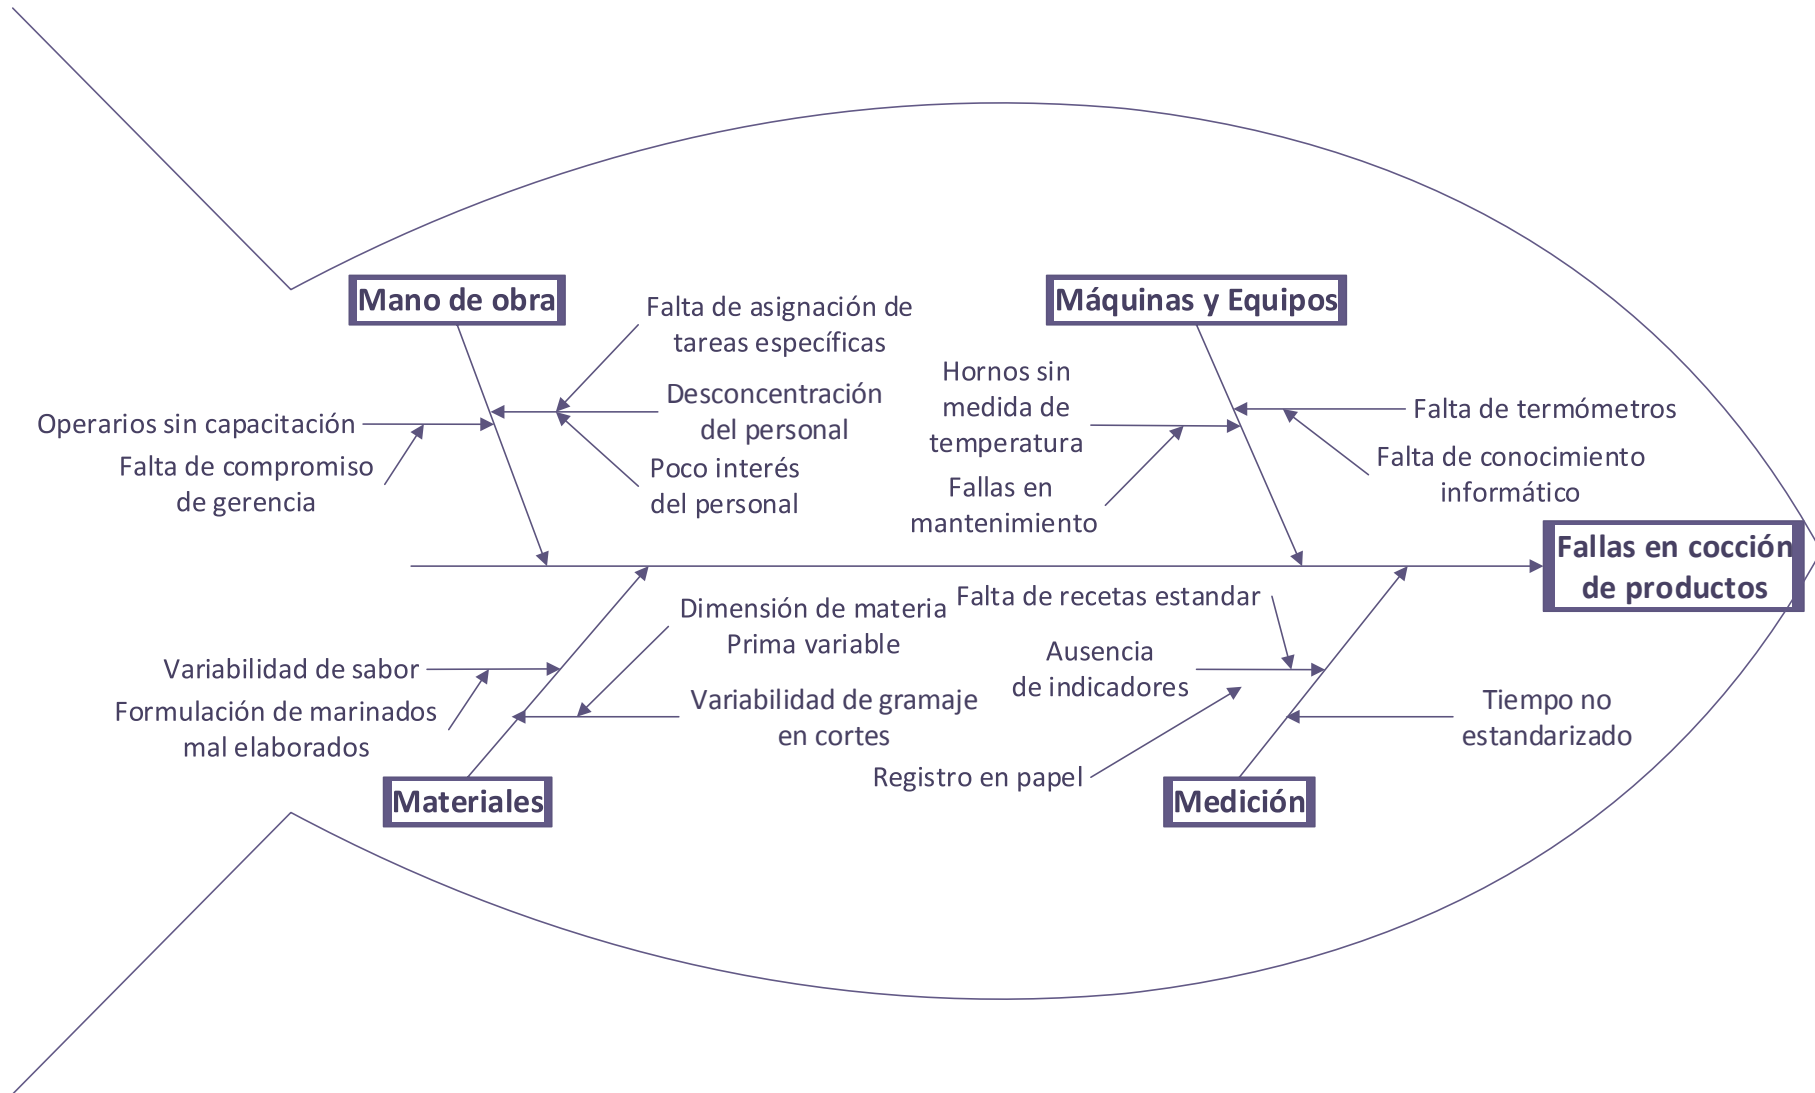 Mano de obra
Falta de asignación de
tareas específicas
Desconcentración
del personal
Operarios sin capacitación
Falta de compromiso
de gerencia
Poco interés
del personal
Máquinas y Equipos
Hornos sin
medida de
temperatura
Falta de termómetros
Falta de conocimiento
informático
Fallas en
mantenimiento
Fallas en cocción
de productos
Dimensión de materia
Prima variable
Variabilidad de sabor
Formulación de marinados
mal elaborados
Variabilidad de gramaje
en cortes
Materiales
Falta de recetas estandar
Ausencia
de indicadores
Registro en papel
Tiempo no
estandarizado
Medición